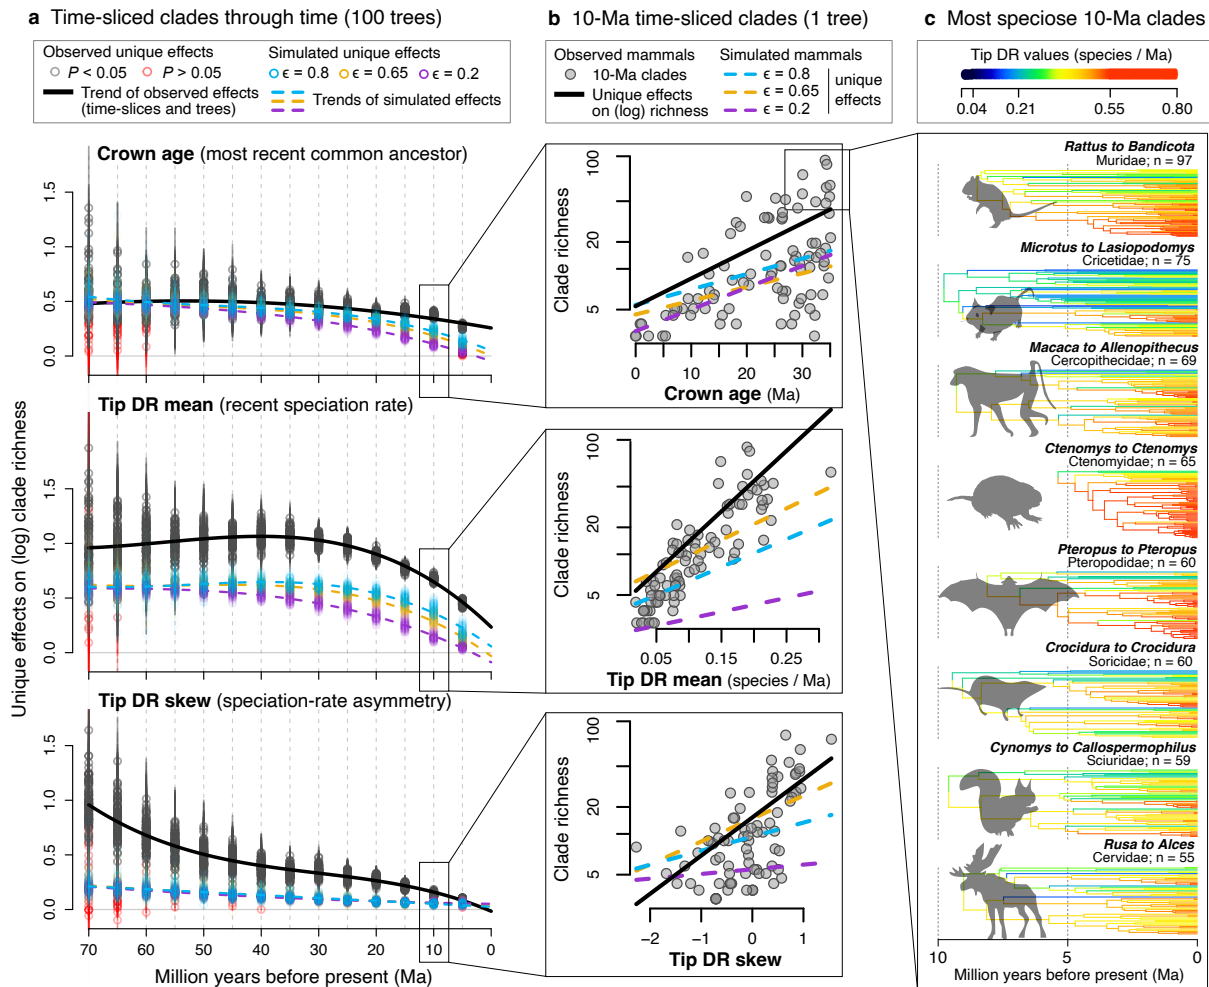 a Time-sliced clades through time (100 trees)
Observed unique effects
P < 0.05 P > 0.05
Trend of observed effects
(time-slices and trees)
Simulated unique effects
ϵ = 0.8 ϵ = 0.65 ϵ = 0.2
Trends of simulated effects
Unique effects on (log) clade richness
Crown age (most recent common ancestor)
1.5
1.0
0.5
0.0
Tip DR mean (recent speciation rate)
2.0
1.5
1.0
0.5
0.0
Tip DR skew (speciation-rate asymmetry)
1.5
1.0
0.5
0.0
70 60 50 40 30 20 10 0
Million years before present (Ma)
b 10-Ma time-sliced clades (1 tree)
Observed mammals
10-Ma clades
Unique effects
on (log) richness
Simulated mammals
ϵ = 0.8
ϵ = 0.65
ϵ = 0.2
unique
effects
Clade richness
100
20
5
0 10 20 30
Crown age (Ma)
Clade richness
100
20
5
0.05 0.15 0.25
Tip DR mean (species / Ma)
Clade richness
100
20
5
−2 −1 0 1
Tip DR skew
c Most speciose 10-Ma clades
Tip DR values (species / Ma)
0.04 0.21 0.55 0.80
Rattus to Bandicota
Muridae; n = 97
Microtus to Lasiopodomys
Cricetidae; n = 75
Macaca to Allenopithecus
Cercopithecidae; n = 69
Ctenomys to Ctenomys
Ctenomyidae; n = 65
Pteropus to Pteropus
Pteropodidae; n = 60
Crocidura to Crocidura
Soricidae; n = 60
Cynomys to Callospermophilus
Sciuridae; n = 59
Rusa to Alces
Cervidae; n = 55
10 5 0
Million years before present (Ma)